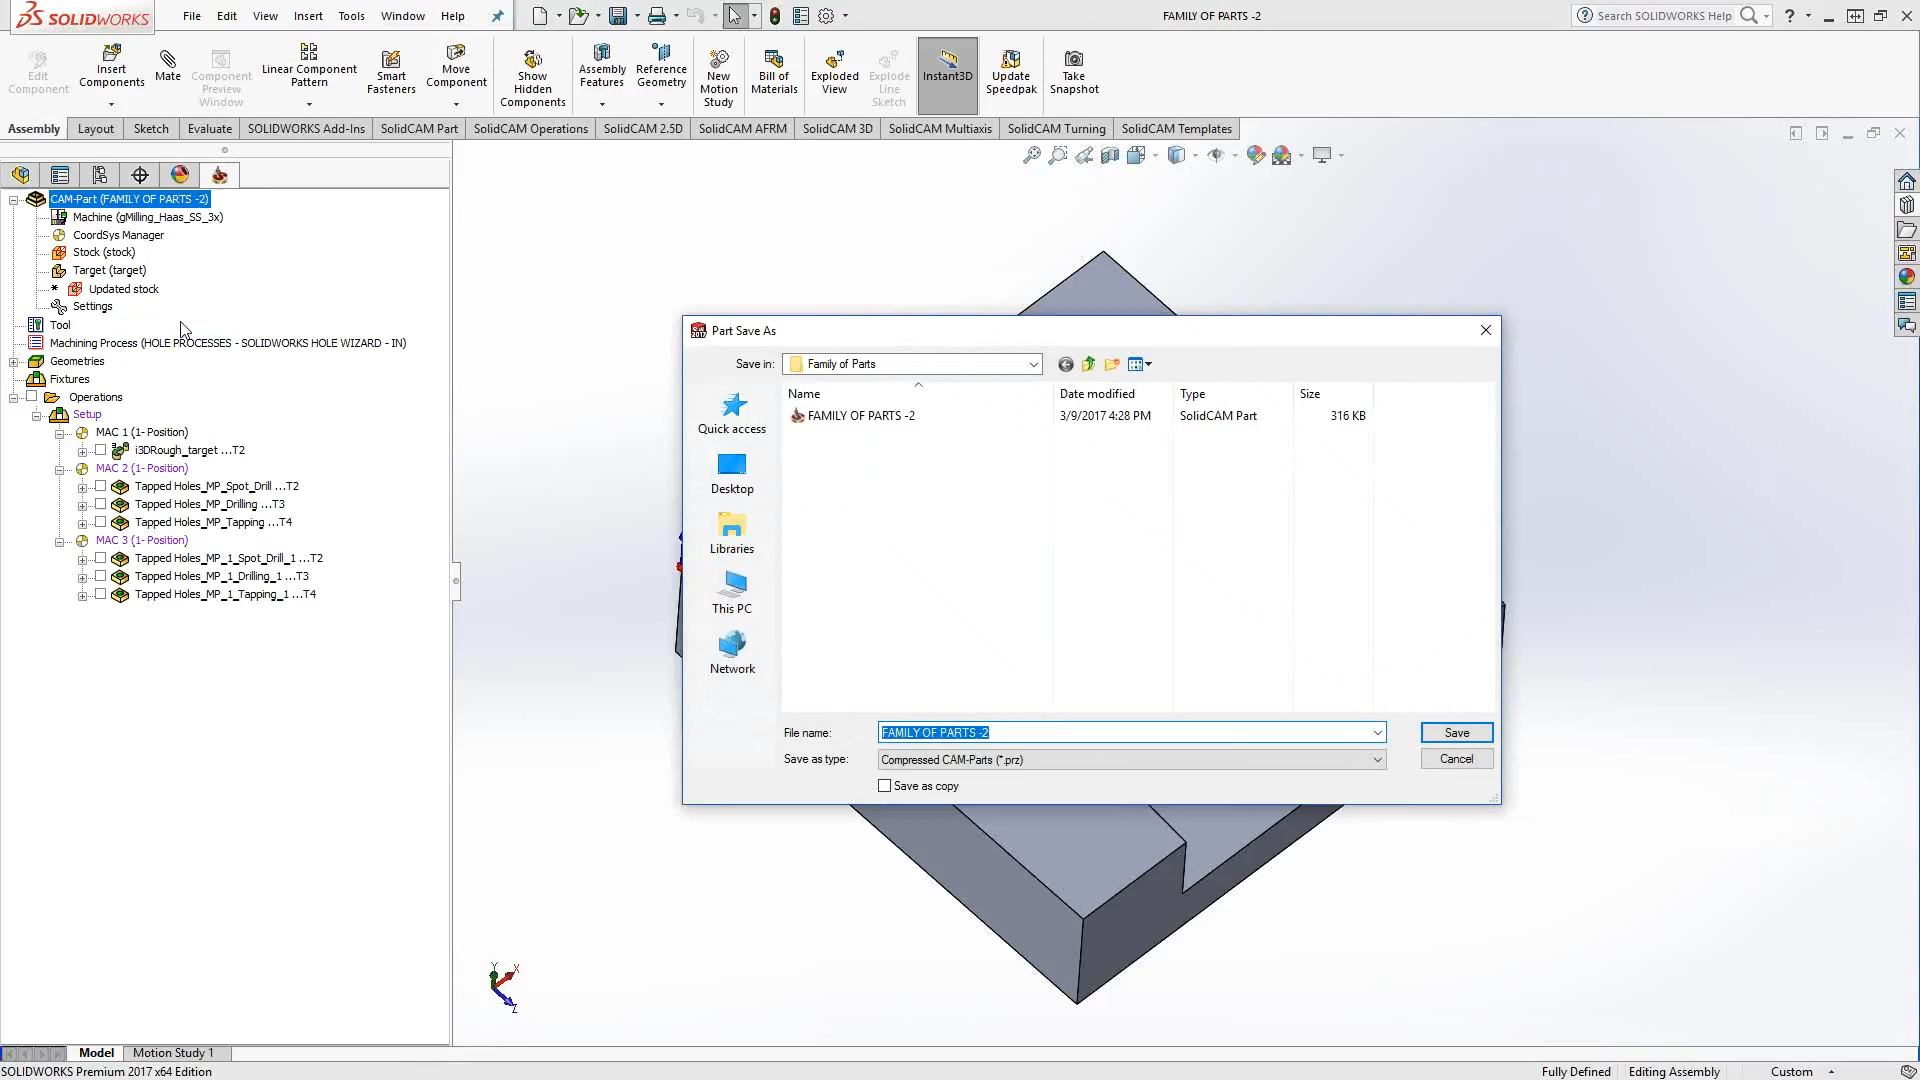 SOLIDWORKS File Edit View Insert Tools Window Help
FAMILY OF PARTS -2
Search SOLIDWORKS Help
Edit Component
Insert Components
Mate
Component Preview Window
Linear Component Pattern
Smart Fasteners
Move Component
Show Hidden Components
Assembly Features
Reference Geometry
New Motion Study
Bill of Materials
Exploded View
Explode Line Sketch
Instant3D
Update Speedpak
Take Snapshot
Assembly Layout Sketch Evaluate SOLIDWORKS Add-Ins SolidCAM Part SolidCAM Operations SolidCAM 2.5D SolidCAM AFRM SolidCAM 3D SolidCAM Multiaxis SolidCAM Turning SolidCAM Templates
CAM-Part (FAMILY OF PARTS -2)
Machine (gMilling_Haas_SS_3x)
CoordSys Manager
Stock (stock)
Target (target)
* Updated stock
Settings
Tool
Machining Process (HOLE PROCESSES - SOLIDWORKS HOLE WIZARD - IN)
Geometries
Fixtures
Operations
Setup
MAC 1 (1- Position)
i3DRough_target ...T2
MAC 2 (1- Position)
Tapped Holes_MP_Spot_Drill ...T2
Tapped Holes_MP_Drilling ...T3
Tapped Holes_MP_Tapping ...T4
MAC 3 (1- Position)
Tapped Holes_MP_1_Spot_Drill_1 ...T2
Tapped Holes_MP_1_Drilling_1 ...T3
Tapped Holes_MP_1_Tapping_1 ...T4
Part Save As
Save in: Family of Parts
Name Date modified Type Size
FAMILY OF PARTS -2 3/9/2017 4:28 PM SolidCAM Part 316 KB
Quick access
Desktop
Libraries
This PC
Network
File name: FAMILY OF PARTS -2 Save
Save as type: Compressed CAM-Parts (*.prz) Cancel
Save as copy
Y X
Z
Model Motion Study 1
SOLIDWORKS Premium 2017 x64 Edition Fully Defined Editing Assembly Custom